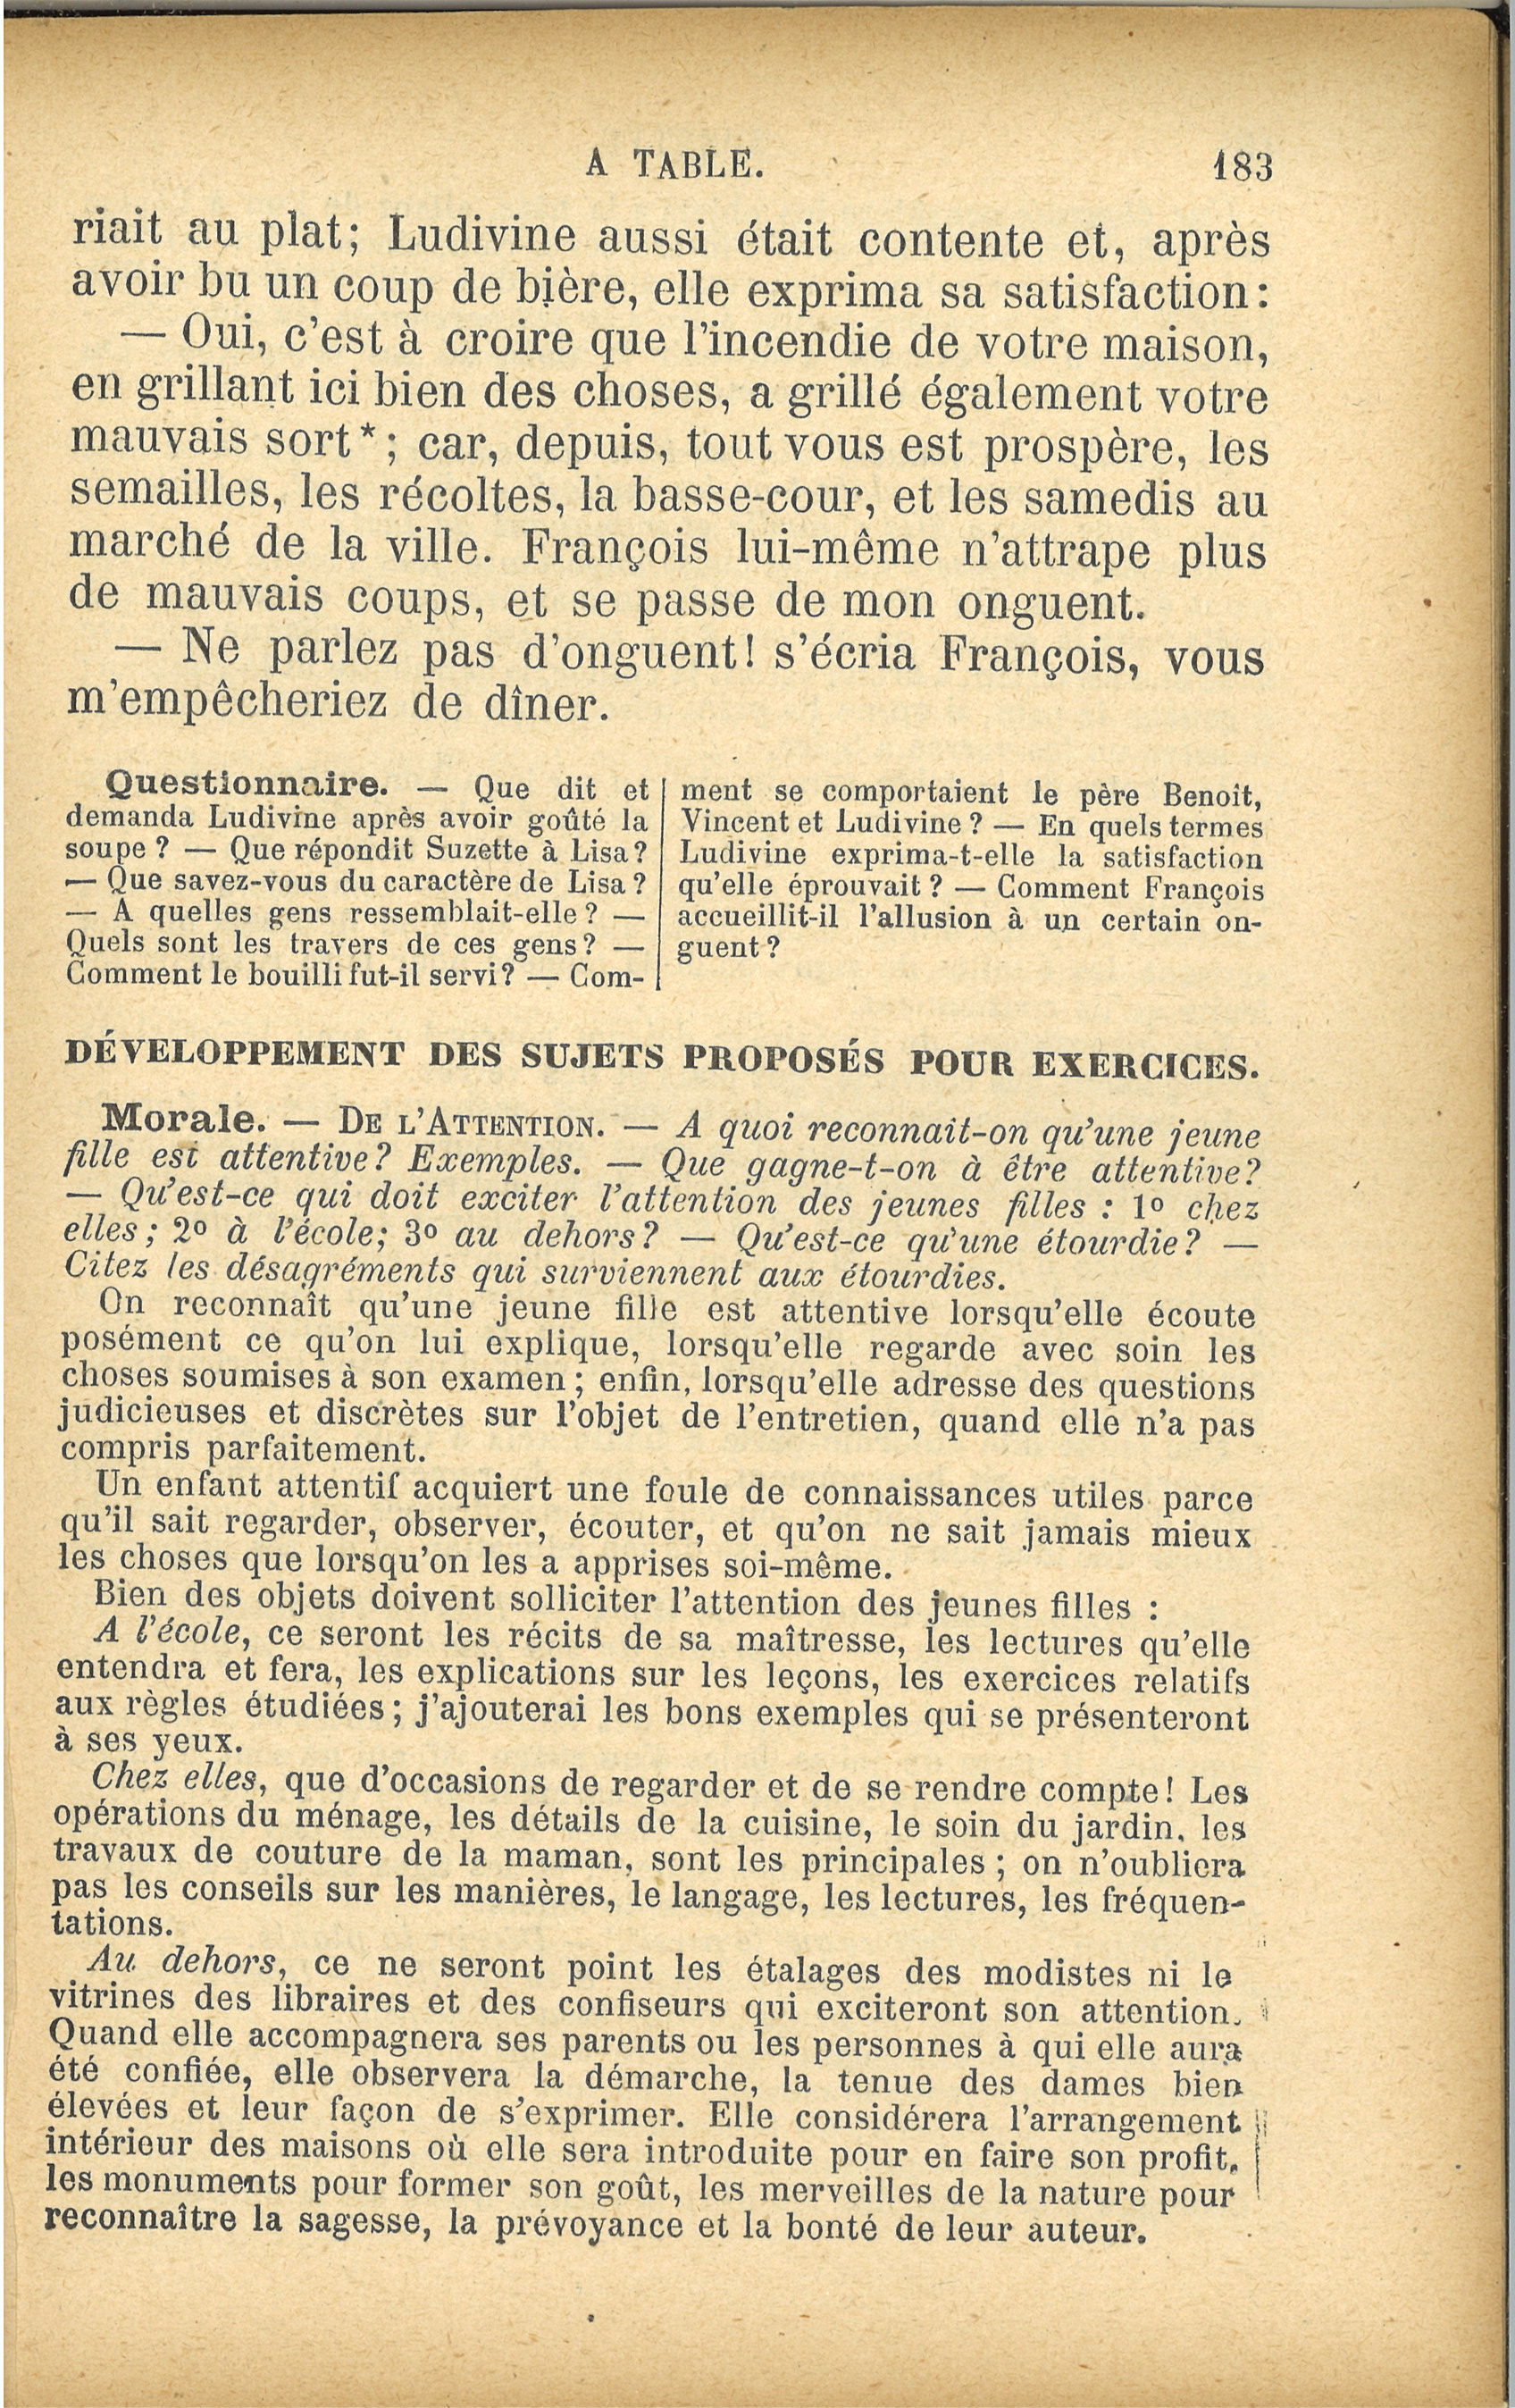 A TABLE. 183
riait au plat; Ludivine aussi était contente et, après
avoir bu un coup de bière, elle exprima sa satisfaction:
— Oui, c'est à croire que l'incendie de votre maison,
en grillant ici bien des choses, a grillé également votre
mauvais sort*; car, depuis, tout vous est prospère, les
semailles, les récoltes, la basse-cour, et les samedis au
marché de la ville. François lui-même n'attrape plus
de mauvais coups, et se passe de mon onguent.
— Ne parlez pas d'onguent! s'écria François, vous
m'empêcheriez de dîner.
Questionnaire. — Que dit et
demanda Ludivine après avoir goûté la
soupe? — Que répondit Suzette à Lisa?
— Que savez-vous du caractère de Lisa?
— A quelles gens ressemblait-elle? —
Quels sont les travers de ces gens? —
Comment le bouilli fut-il servi? — Com-
ment se comportaient le père Benoît,
Vincent et Ludivine? — En quels termes
Ludivine exprima-t-elle la satisfaction
qu'elle éprouvait? — Comment François
accueillit-il l'allusion à un certain on-
guent?
DÉVELOPPEMENT DES SUJETS PROPOSÉS POUR EXERCICES.
Morale. — DE L'ATTENTION. — A quoi reconnait-on qu'une jeune
fille est attentive? Exemples. — Que gagne-t-on à être attentive?
— Qu'est-ce qui doit exciter l'attention des jeunes filles : 1º chez
elles; 2º à l'école; 3º au dehors? — Qu'est-ce qu'une étourdie? —
Citez les désagréments qui surviennent aux étourdies.
On reconnaît qu'une jeune fille est attentive lorsqu'elle écoute
posément ce qu'on lui explique, lorsqu'elle regarde avec soin les
choses soumises à son examen; enfin, lorsqu'elle adresse des questions
judicieuses et discrètes sur l'objet de l'entretien, quand elle n'a pas
compris parfaitement.
Un enfant attentif acquiert une foule de connaissances utiles parce
qu'il sait regarder, observer, écouter, et qu'on ne sait jamais mieux
les choses que lorsqu'on les a apprises soi-même.
Bien des objets doivent solliciter l'attention des jeunes filles :
A l'école, ce seront les récits de sa maîtresse, les lectures qu'elle
entendra et fera, les explications sur les leçons, les exercices relatifs
aux règles étudiées; j'ajouterai les bons exemples qui se présenteront
à ses yeux.
Chez elles, que d'occasions de regarder et de se rendre compte! Les
opérations du ménage, les détails de la cuisine, le soin du jardin, les
travaux de couture de la maman, sont les principales; on n'oubliera
pas les conseils sur les manières, le langage, les lectures, les fréquen-
tations.
Au dehors, ce ne seront point les étalages des modistes ni le
vitrines des libraires et des confiseurs qui exciteront son attention.
Quand elle accompagnera ses parents ou les personnes à qui elle aura
été confiée, elle observera la démarche, la tenue des dames bien
élevées et leur façon de s'exprimer. Elle considérera l'arrangement
intérieur des maisons où elle sera introduite pour en faire son profit,
les monuments pour former son goût, les merveilles de la nature pour
reconnaître la sagesse, la prévoyance et la bonté de leur auteur.